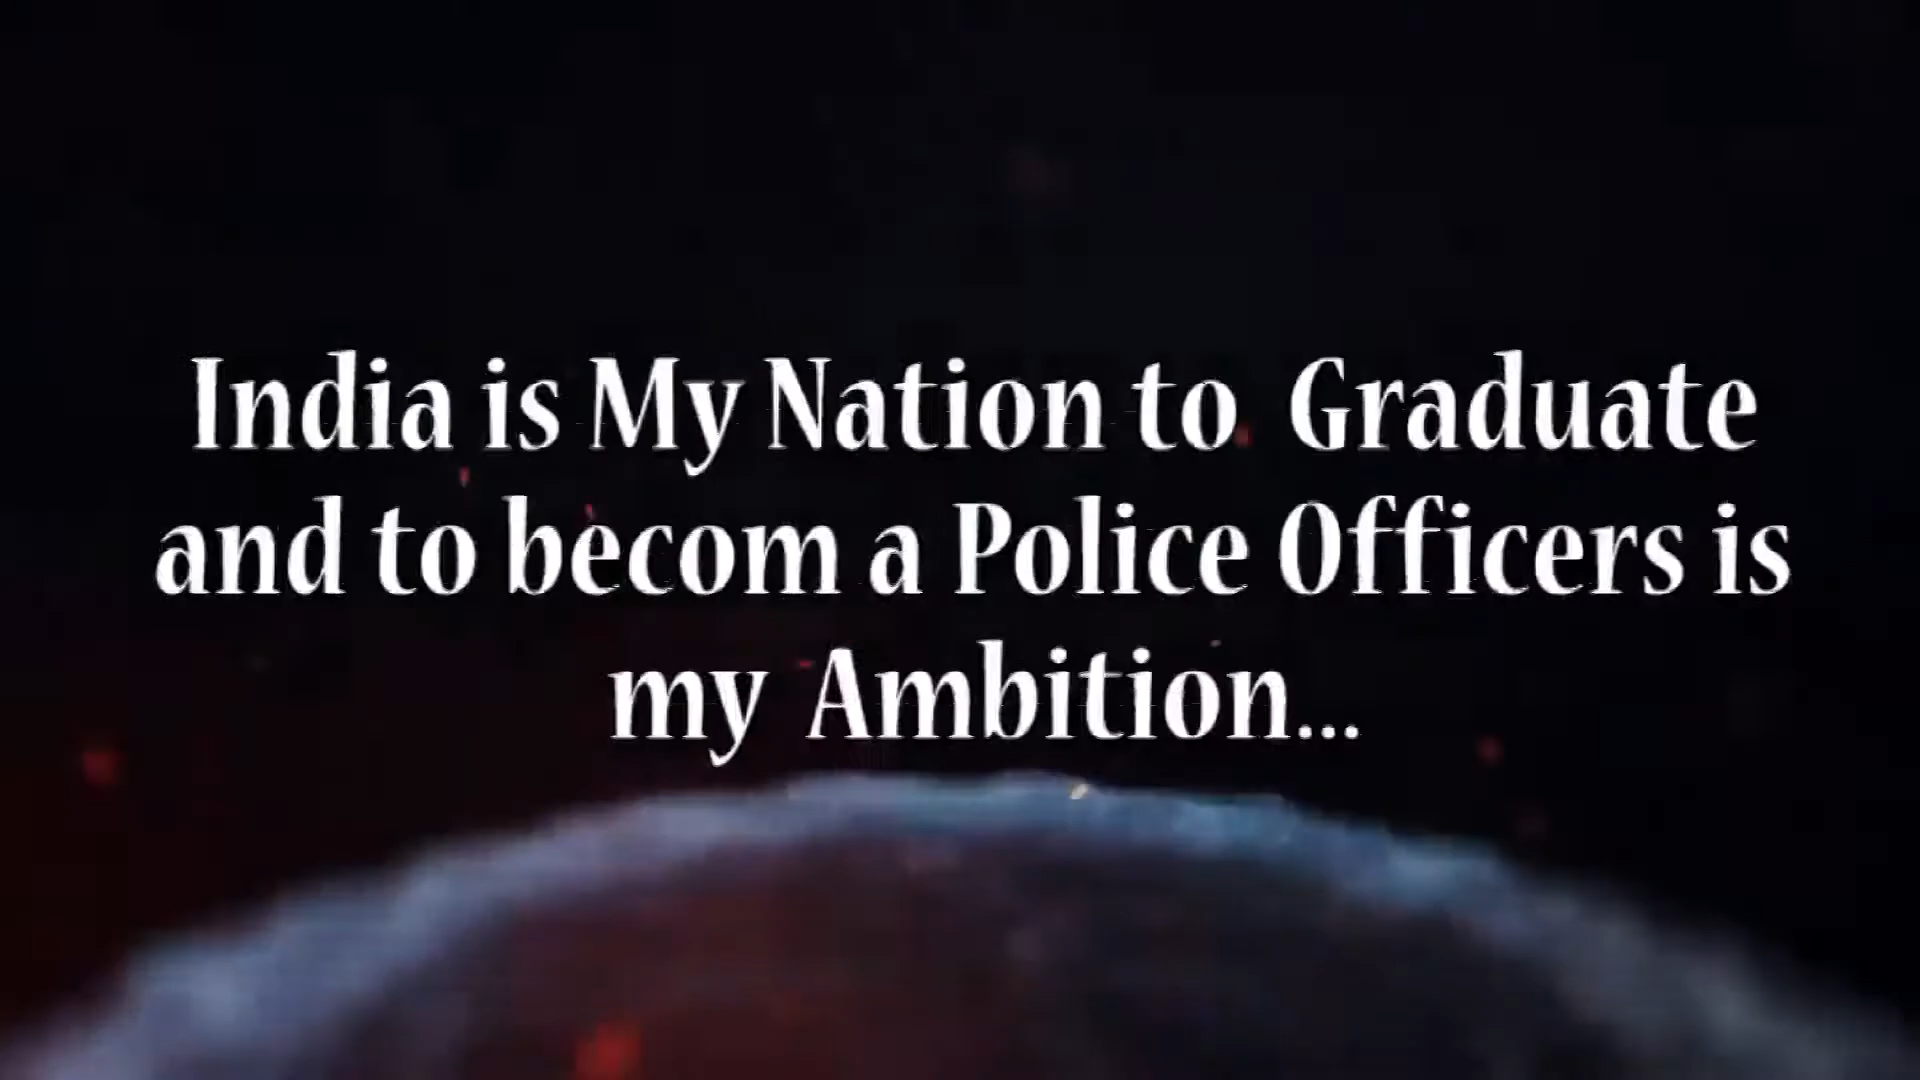 India is My Nation to Graduate
and to becom a Police Officers is
my Ambition...